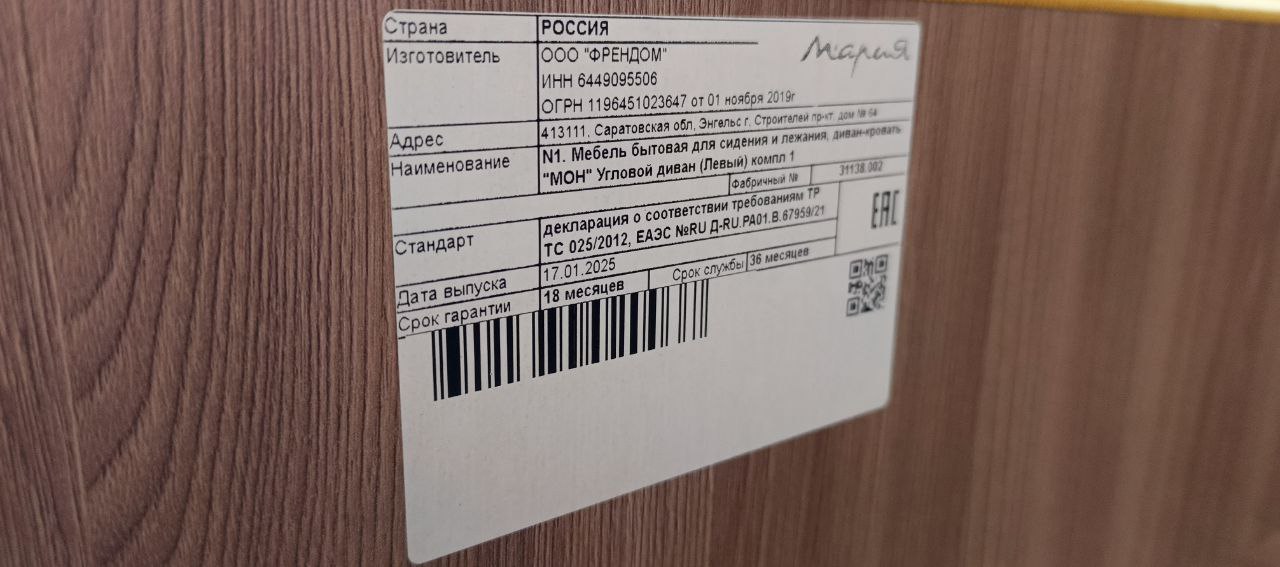 Страна РОССИЯ
Мария
Изготовитель ООО "ФРЕНДОМ"
ИНН 6449095506
ОГРН 1196451023647 от 01 ноября 2019г
Адрес 413111, Саратовская обл, Энгельс г, Строителей пр-кт, дом № 64
Наименование N1. Мебель бытовая для сидения и лежания, диван-кровать
"МОН" Угловой диван (Левый) компл 1
Фабричный № 31138.002
Стандарт декларация о соответствии требованиям ТР
ТС 025/2012, ЕАЭС №RU Д-RU.РА01.В.67959/21
EAC
Дата выпуска 17.01.2025
Срок гарантии 18 месяцев Срок службы 36 месяцев